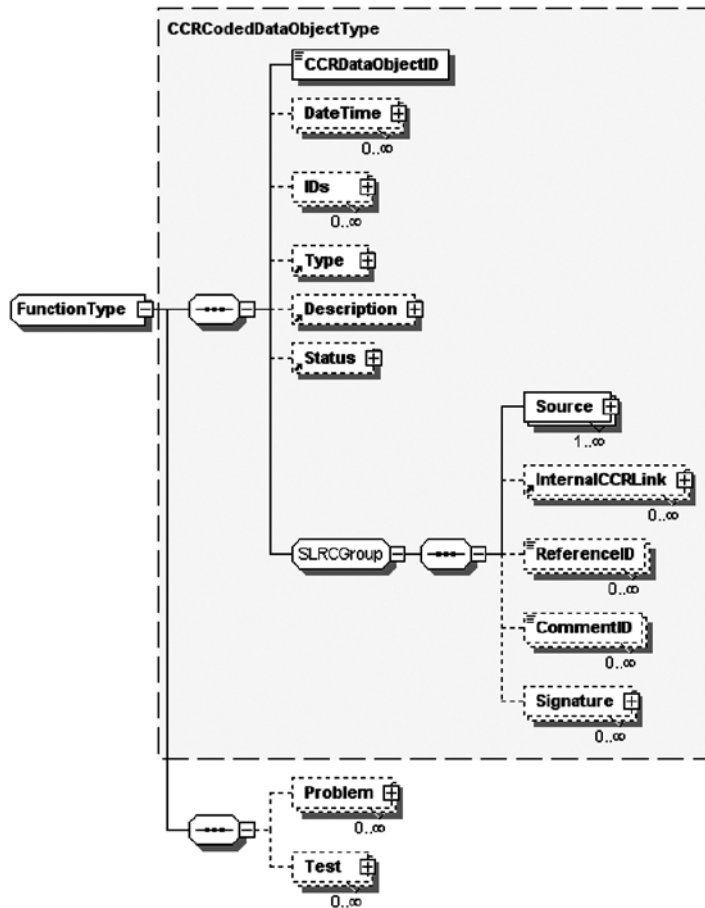 CCRCodedDataObjectType
CCRDataObjectID
DateTime
0..∞
IDs
0..∞
Type
FunctionType
Description
Status
Source
1..∞
InternalCCRLink
0..∞
SLRCGroup
ReferenceID
0..∞
CommentID
0..∞
Signature
0..∞
Problem
0..∞
Test
0..∞